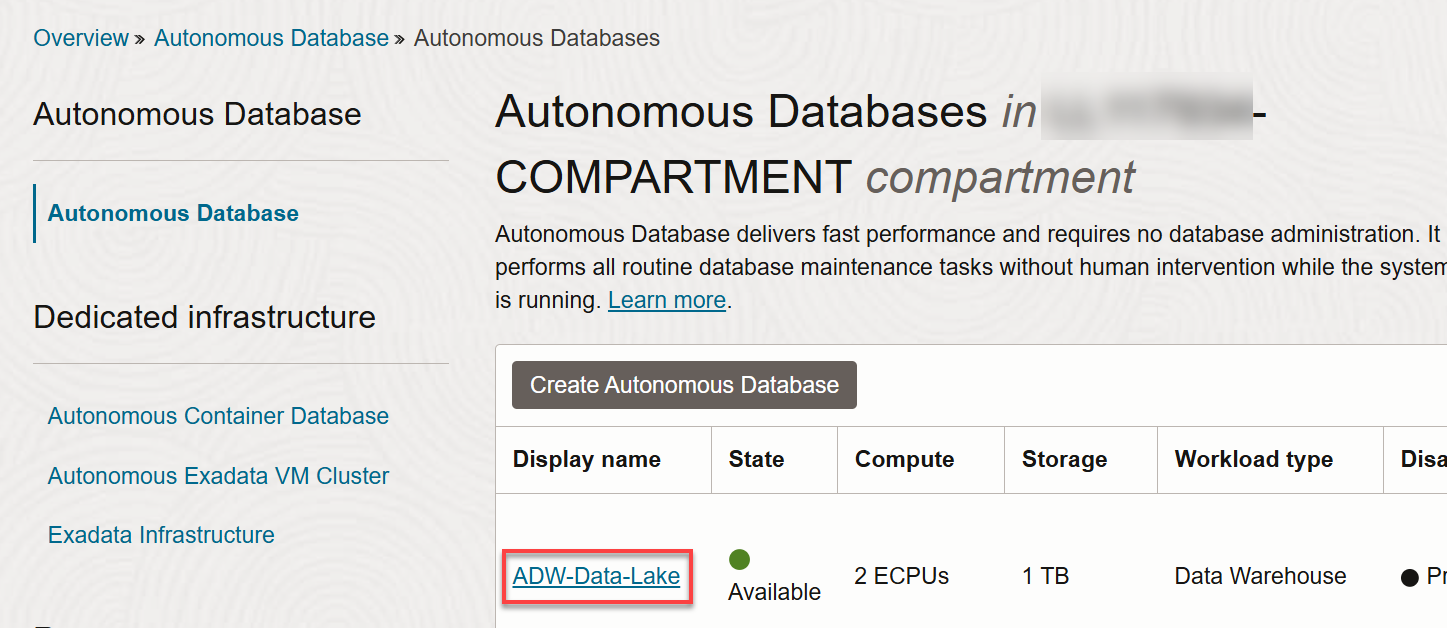 Overview » Autonomous Database » Autonomous Databases
Autonomous Database
Autonomous Database
Dedicated infrastructure
Autonomous Container Database
Autonomous Exadata VM Cluster
Exadata Infrastructure
Autonomous Databases in -
COMPARTMENT compartment
Autonomous Database delivers fast performance and requires no database administration. It
performs all routine database maintenance tasks without human intervention while the system
is running. Learn more.
Create Autonomous Database
Display name State Compute Storage Workload type Disa
ADW-Data-Lake Available 2 ECPUs 1 TB Data Warehouse Pr